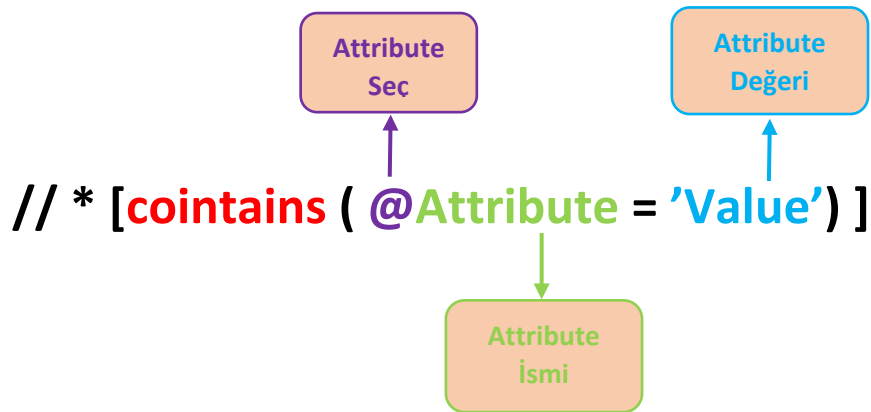 Attribute
Seç
Attribute
Değeri
// * [cointains ( @Attribute = ’Value’) ]
Attribute
İsmi